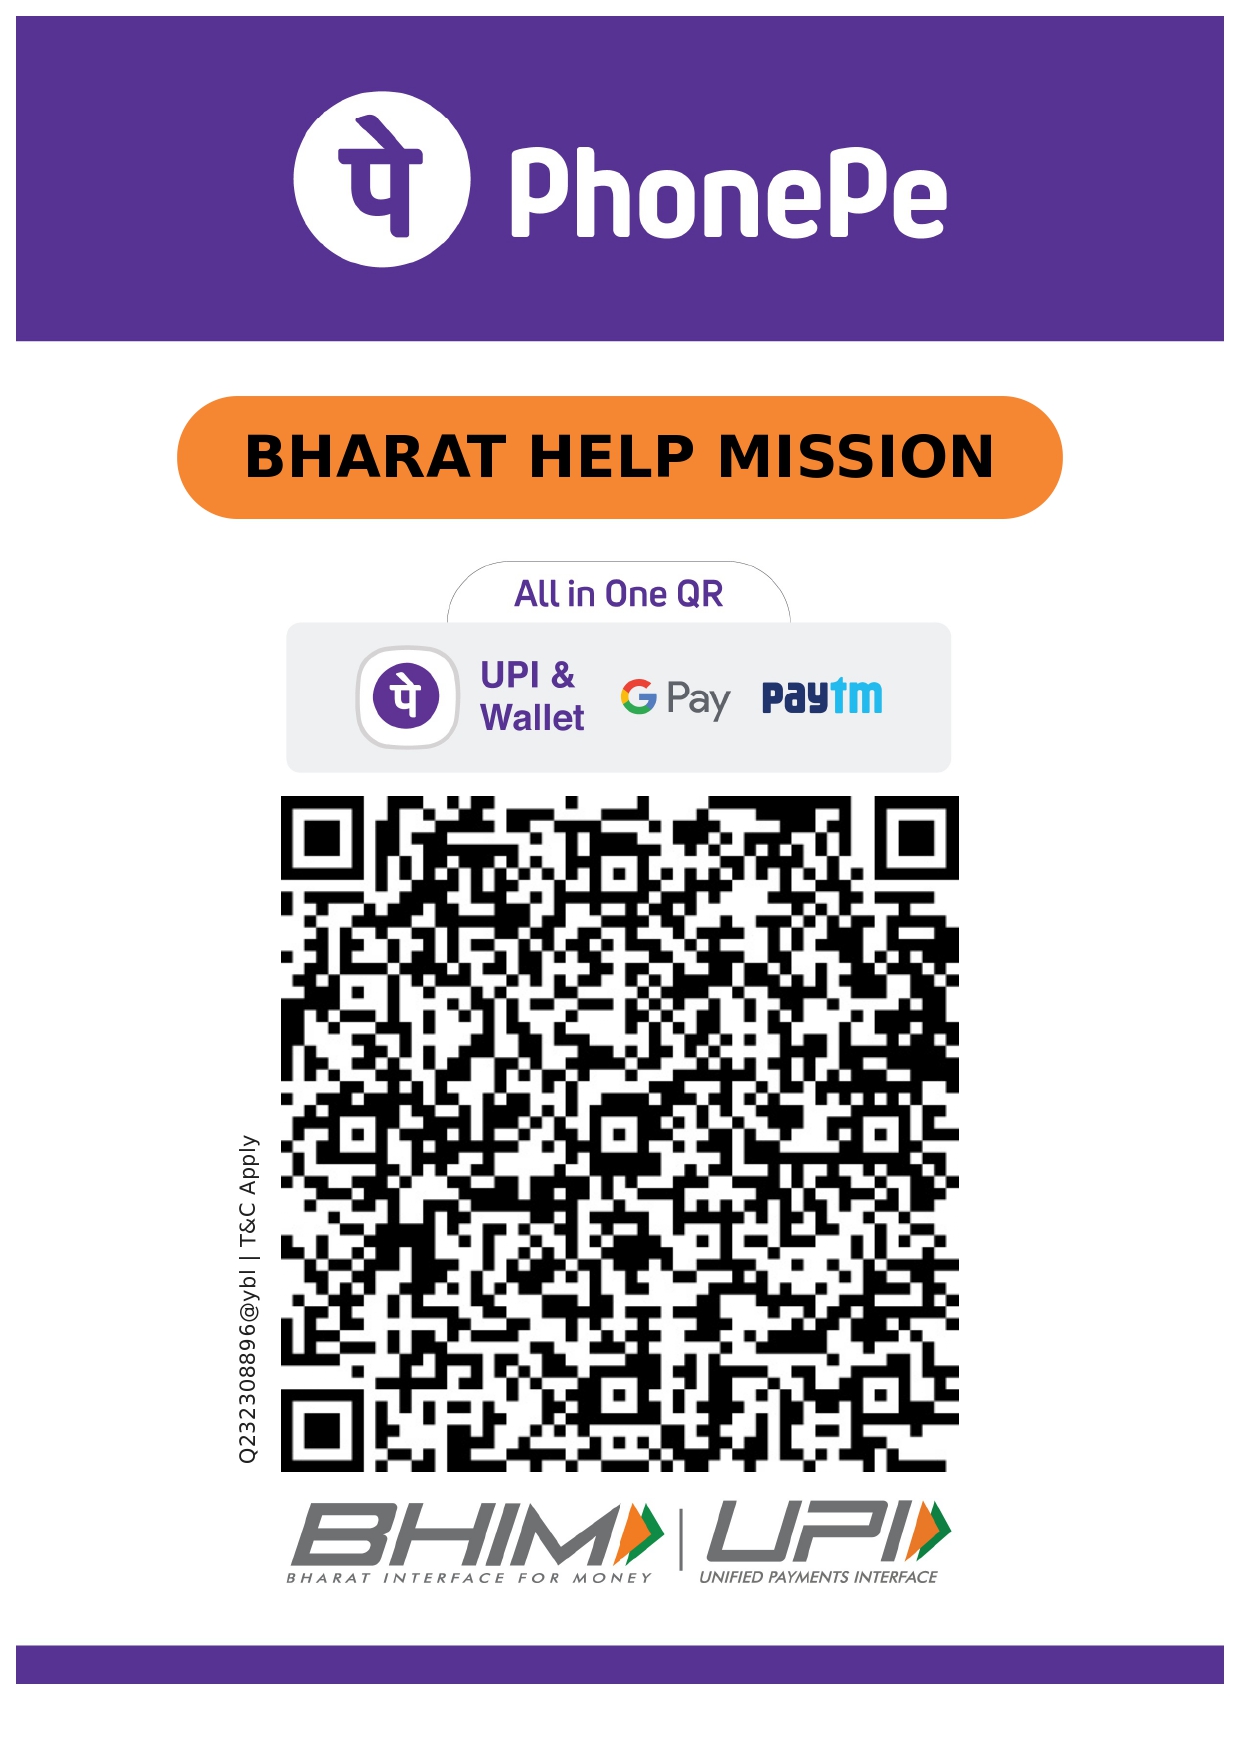 पे PhonePe
BHARAT HELP MISSION
All in One QR
पे UPI &
Wallet
G Pay
paytm
Q232308896@ybl | T&C Apply
BHIM
BHARAT INTERFACE FOR MONEY
UPI
UNIFIED PAYMENTS INTERFACE